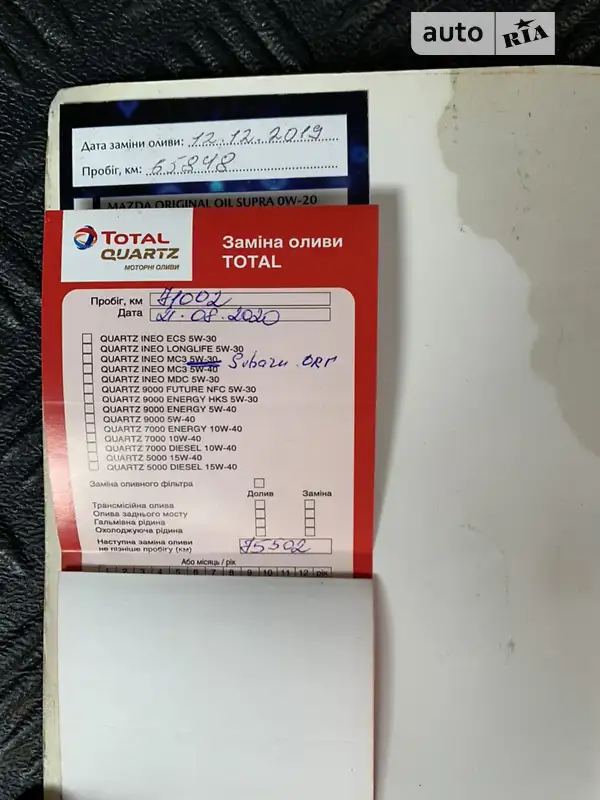 auto RIA
Дата заміни оливи: 12.12.2019
Пробіг, км: 65848
MAZDA ORIGINAL OIL SUPRA 0W-20
TOTAL
QUARTZ
МОТОРНІ ОЛИВИ
Заміна оливи
TOTAL
Пробіг, км 71002
Дата 21.08.2020
QUARTZ INEO ECS 5W-30
QUARTZ INEO LONGLIFE 5W-30
QUARTZ INEO MC3 5W-30 Subaru
QUARTZ INEO MC3 5W-40
QUARTZ INEO MDC 5W-30
QUARTZ 9000 FUTURE NFC 5W-30
QUARTZ 9000 ENERGY HKS 5W-30
QUARTZ 9000 ENERGY 5W-40
QUARTZ 9000 5W-40
QUARTZ 7000 ENERGY 10W-40
QUARTZ 7000 10W-40
QUARTZ 7000 DIESEL 10W-40
QUARTZ 5000 15W-40
QUARTZ 5000 DIESEL 15W-40
Заміна оливного фільтра
Долив Заміна
Трансмісійна олива
Олива заднього мосту
Гальмівна рідина
Охолоджуюча рідина
Наступна заміна оливи
не пізніше пробігу (км) 75502
Або місяць / рік
1 2 3 4 5 6 7 8 9 10 11 12 рік